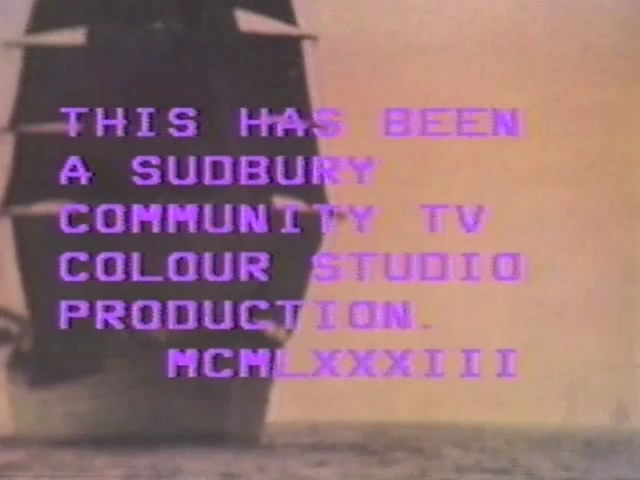 THIS HAS BEEN
A SUDBURY
COMMUNITY TV
COLOUR STUDIO
PRODUCTION.
MCMLXXXIII